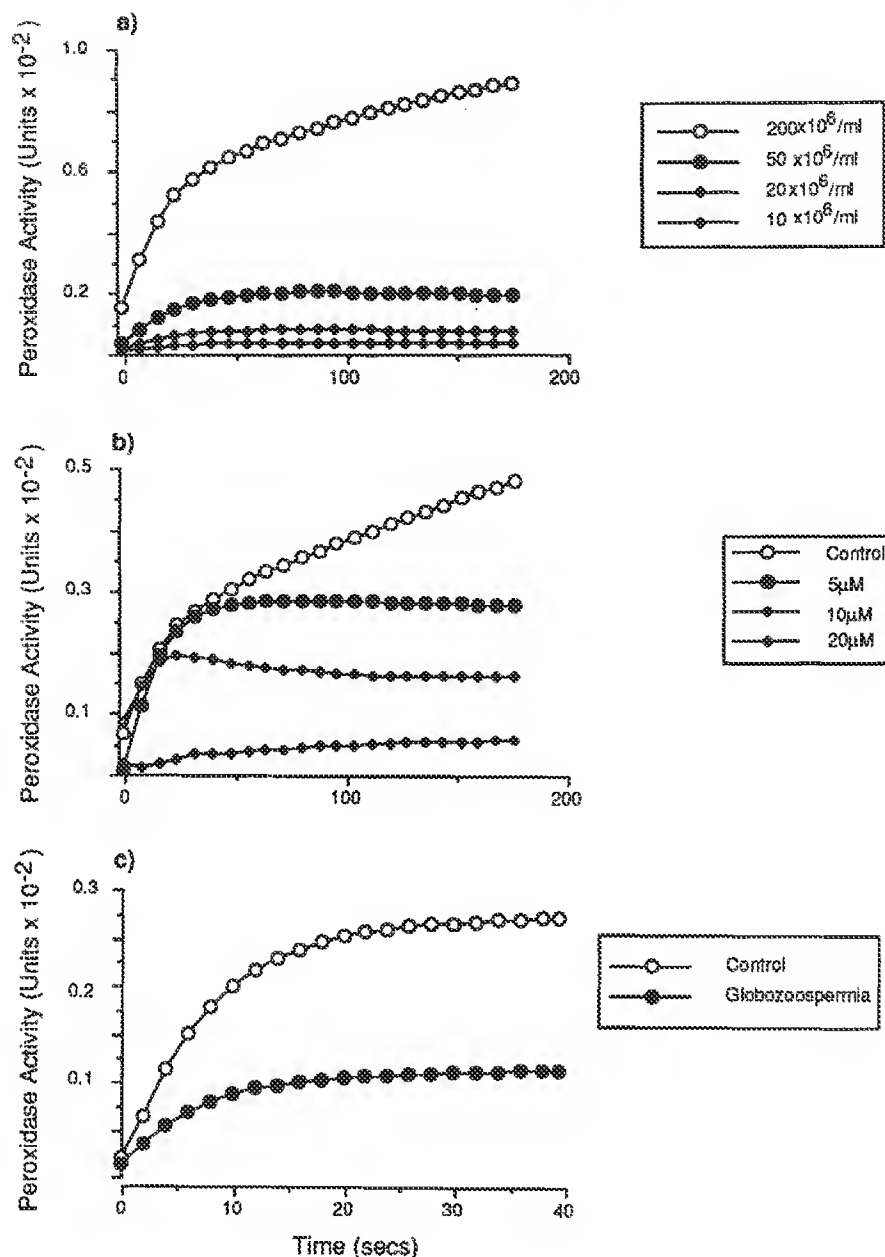 a)
Peroxidase Activity (Units x 10-2 )
1.0
0.6
0.2
0
100
200
200x10⁶/ml
50 x10⁶/ml
20x10⁶/ml
10 x10⁶/ml
b)
Peroxidase Activity (Units x 10-2 )
0.5
0.3
0.1
0
100
200
Control
5µM
10µM
20µM
c)
Peroxidase Activity (Units x 10-2 )
0.3
0.2
0.1
0
10
20
30
40
Time (secs)
Control
Globozoospermia